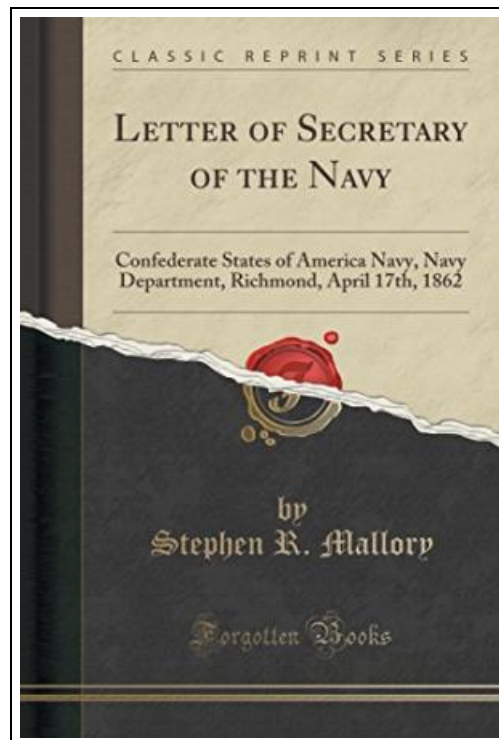 CLASSIC REPRINT SERIES
LETTER OF SECRETARY
OF THE NAVY
Confederate States of America Navy, Navy
Department, Richmond, April 17th, 1862
by
Stephen R. Mallory
Forgotten Books